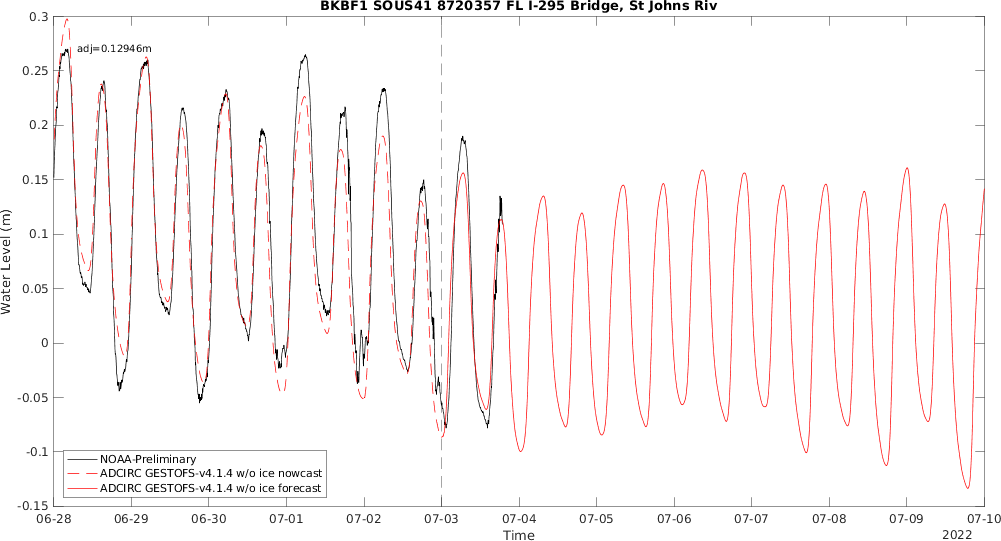 BKBF1 SOUS41 8720357 FL I-295 Bridge, St Johns Riv
adj=0.12946m
0.3
0.25
0.2
0.15
0.1
0.05
0
-0.05
-0.1
-0.15
Water Level (m)
NOAA-Preliminary
ADCIRC GESTOFS-v4.1.4 w/o ice nowcast
ADCIRC GESTOFS-v4.1.4 w/o ice forecast
06-28 06-29 06-30 07-01 07-02 07-03 07-04 07-05 07-06 07-07 07-08 07-09 07-10
Time
2022